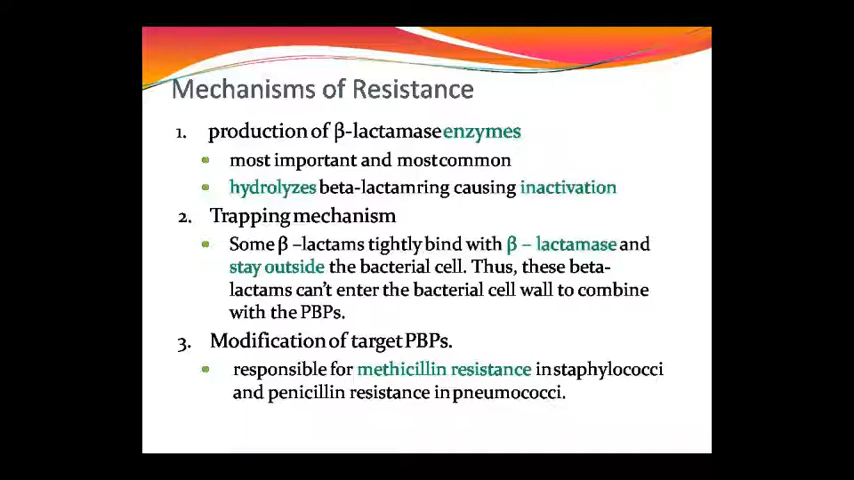 Mechanisms of Resistance
1. production of β-lactamase enzymes
most important and most common
hydrolyzes beta-lactam ring causing inactivation
2. Trapping mechanism
Some β –lactams tightly bind with β – lactamase and
stay outside the bacterial cell. Thus, these beta-
lactams can't enter the bacterial cell wall to combine
with the PBPs.
3. Modification of target PBPs.
responsible for methicillin resistance in staphylococci
and penicillin resistance in pneumococci.